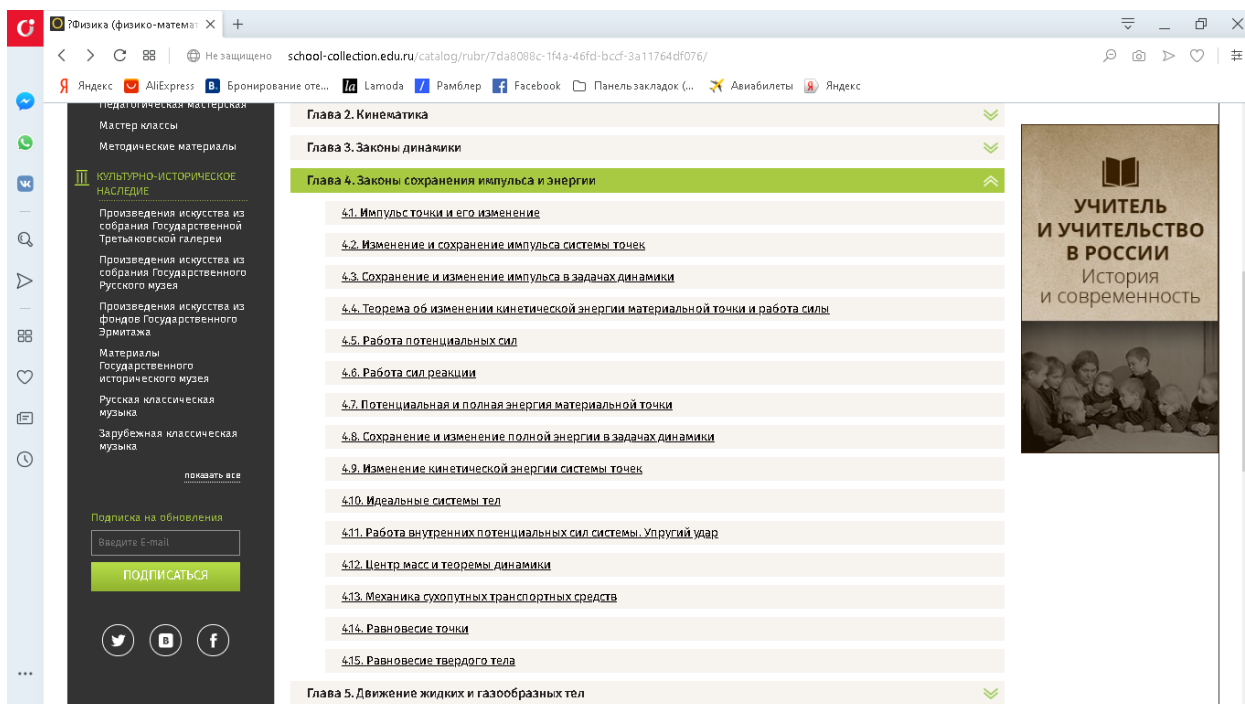 ?Физика (физико-математ
Не защищено
school-collection.edu.ru/catalog/rubr/7da8088c-1f4a-46fd-bccf-3a11764df076/
Яндекс
AliExpress
B. Бронирование оте...
la Lamoda
Рамблер
Facebook
Панель закладок (...
Авиабилеты
Я Яндекс
Педагогическая мастерская
Мастер классы
Методические материалы
КУЛЬТУРНО-ИСТОРИЧЕСКОЕ
НАСЛЕДИЕ
Произведения искусства из
собрания Государственной
Третьяковской галереи
Произведения искусства из
собрания Государственного
Русского музея
Произведения искусства из
фондов Государственного
Эрмитажа
Материалы
Государственного
исторического музея
Русская классическая
музыка
Зарубежная классическая
музыка
показать все
Подписка на обновления
Введите E-mail
ПОДПИСАТЬСЯ
Глава 2. Кинематика
Глава 3. Законы динамики
Глава 4. Законы сохранения импульса и энергии
4.1. Импульс точки и его изменение
4.2. Изменение и сохранение импульса системы точек
4.3. Сохранение и изменение импульса в задачах динамики
4.4. Теорема об изменении кинетической энергии материальной точки и работа силы
4.5. Работа потенциальных сил
4.6. Работа сил реакции
4.7. Потенциальная и полная энергия материальной точки
4.8. Сохранение и изменение полной энергии в задачах динамики
4.9. Изменение кинетической энергии системы точек
4.10. Идеальные системы тел
4.11. Работа внутренних потенциальных сил системы. Упругий удар
4.12. Центр масс и теоремы динамики
4.13. Механика сухопутных транспортных средств
4.14. Равновесие точки
4.15. Равновесие твердого тела
Глава 5. Движение жидких и газообразных тел
УЧИТЕЛЬ
И УЧИТЕЛЬСТВО
В РОССИИ
История
и современность